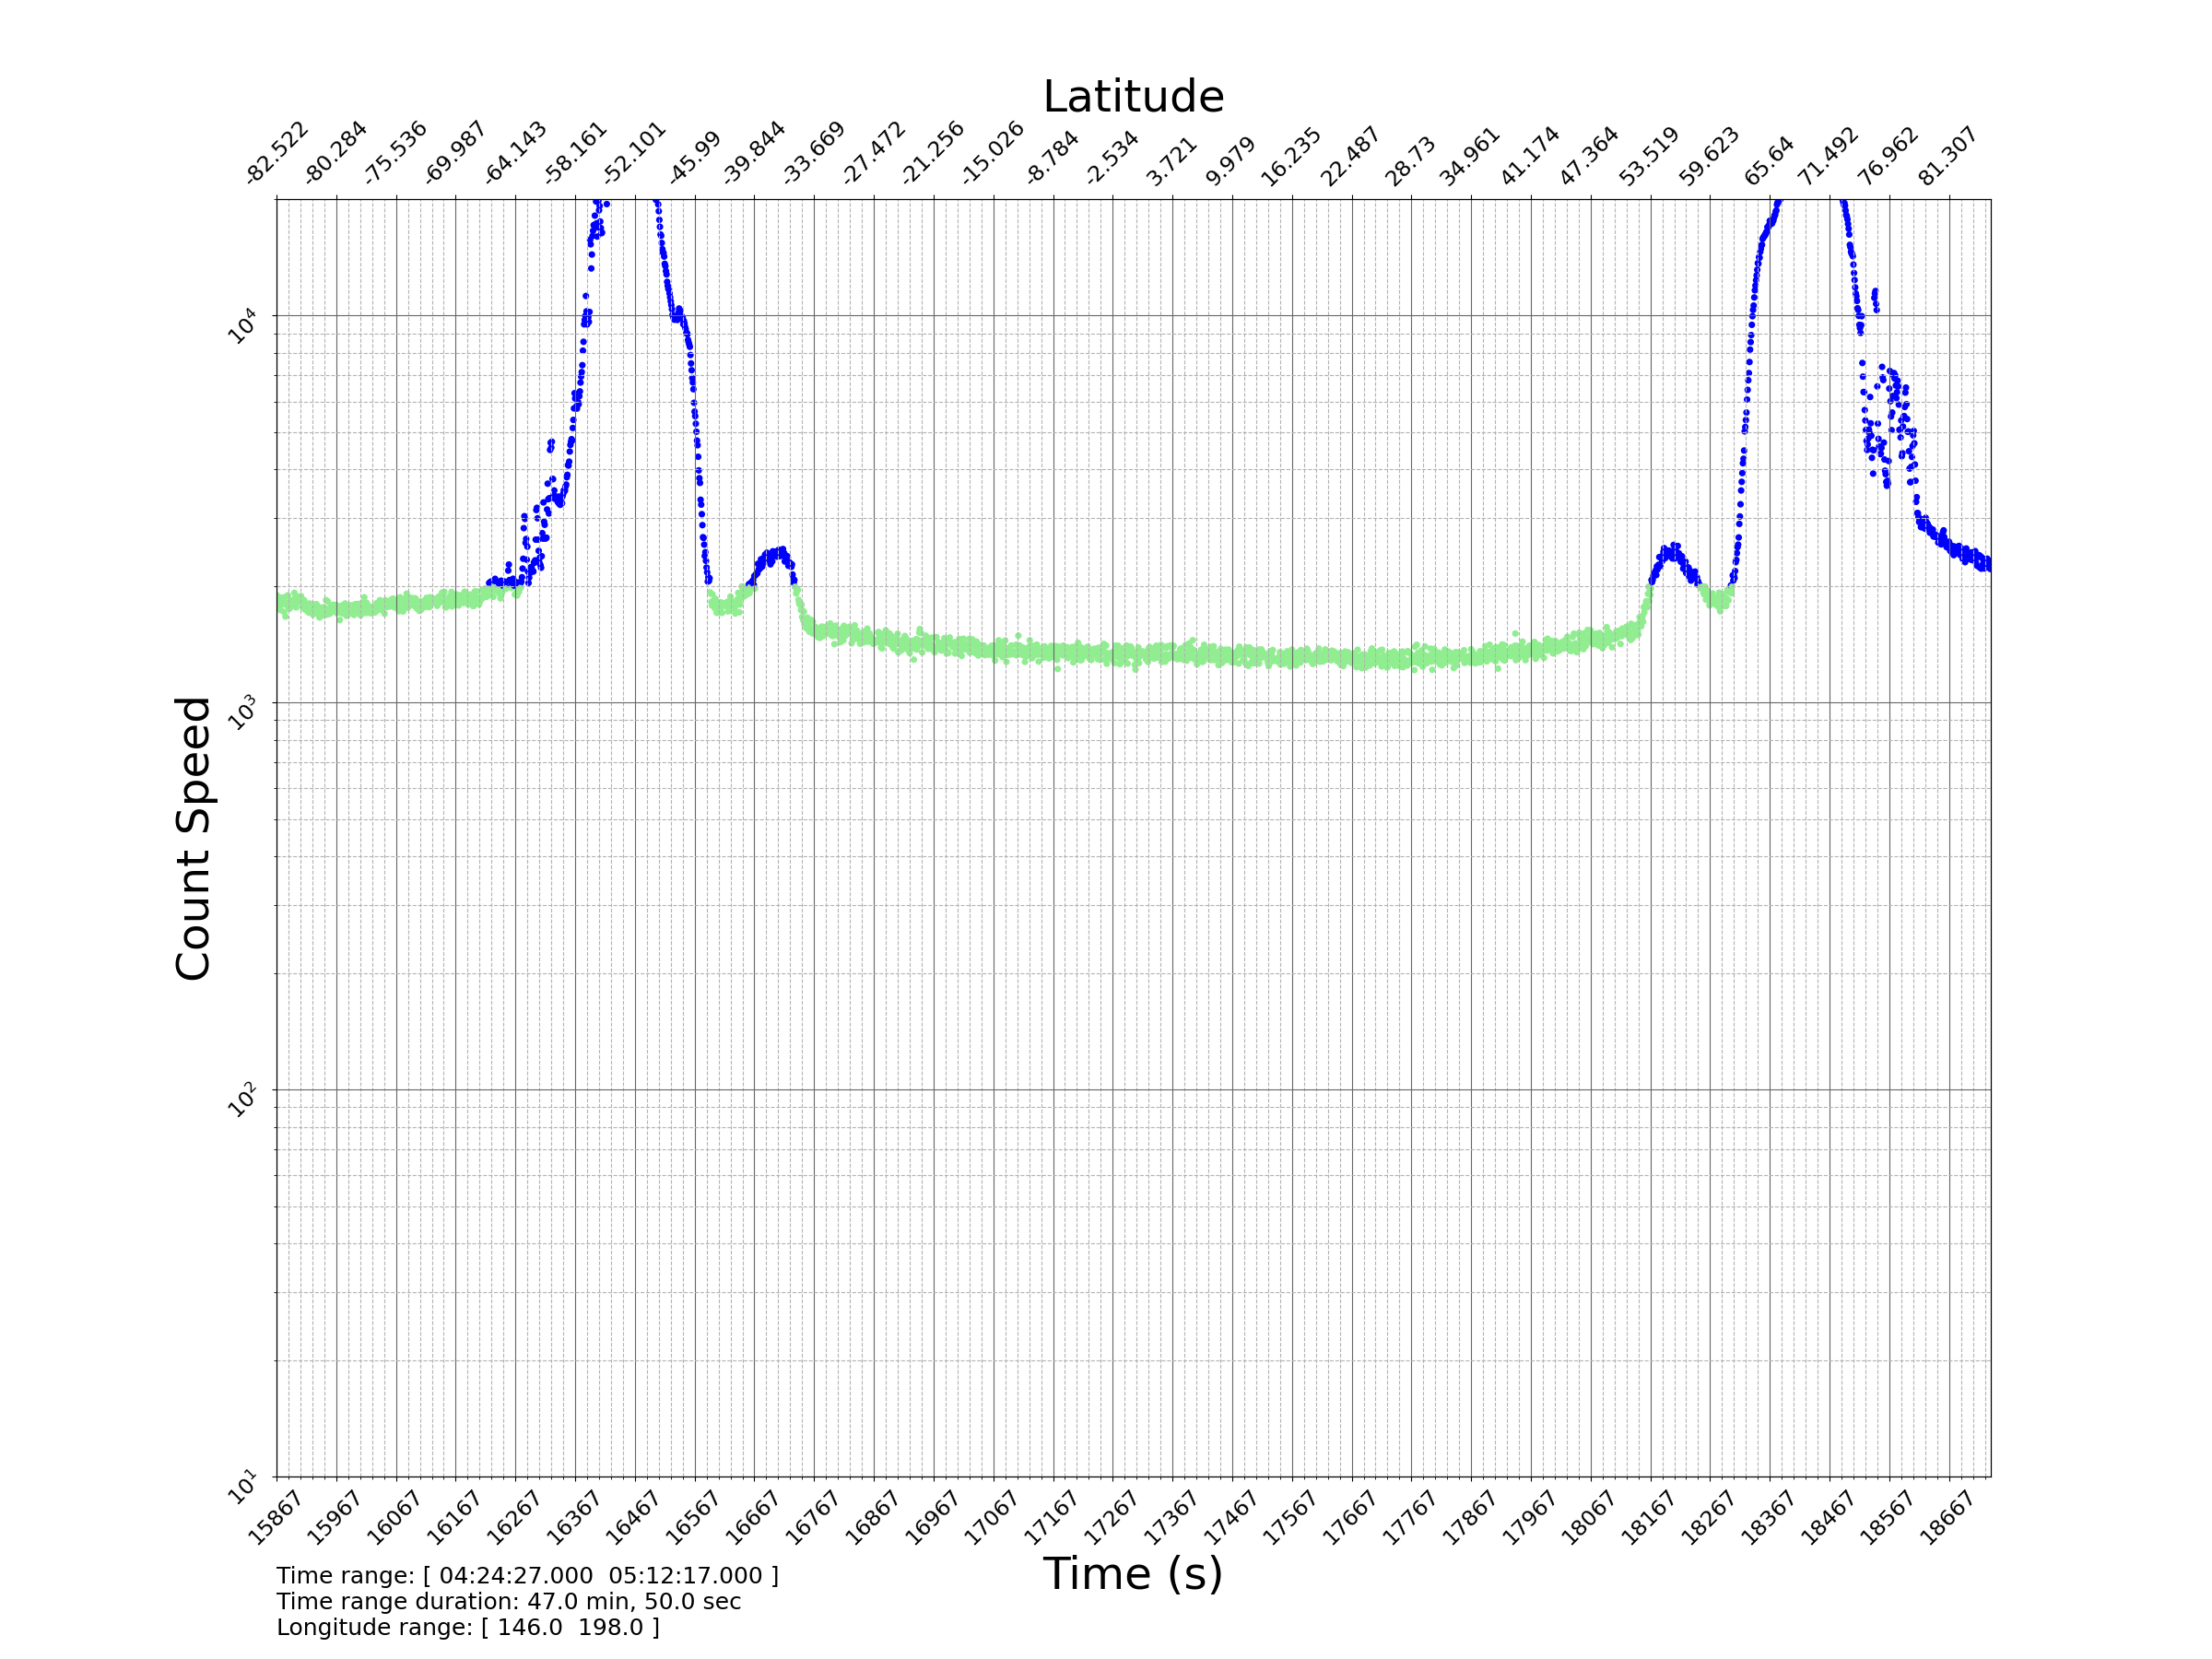 Latitude
-82.522 -80.284 -75.536 -69.987 -64.143 -58.161 -52.101 -45.99 -39.844 -33.669 -27.472 -21.256 -15.026 -8.784 -2.534 3.721 9.979 16.235 22.487 28.73 34.961 41.174 47.364 53.519 59.623 65.64 71.492 76.962 81.307
Count Speed
10⁴
10³
10²
10¹
15867 15967 16067 16167 16267 16367 16467 16567 16667 16767 16867 16967 17067 17167 17267 17367 17467 17567 17667 17767 17867 17967 18067 18167 18267 18367 18467 18567 18667
Time (s)
Time range: [ 04:24:27.000 05:12:17.000 ]
Time range duration: 47.0 min, 50.0 sec
Longitude range: [ 146.0 198.0 ]